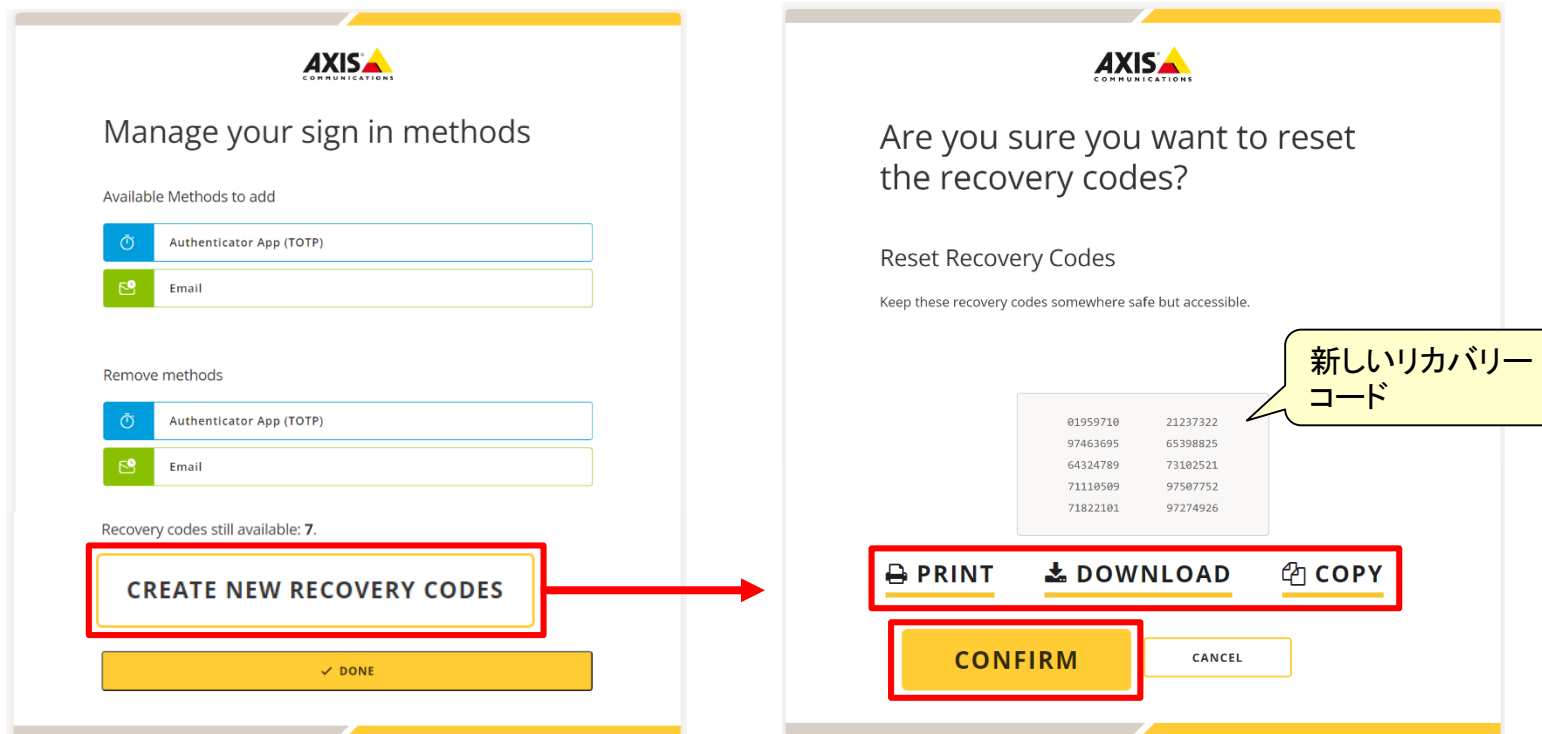 AXIS
COMMUNICATIONS
Manage your sign in methods
Available Methods to add
Authenticator App (TOTP)
Email
Remove methods
Authenticator App (TOTP)
Email
Recovery codes still available: 7.
CREATE NEW RECOVERY CODES
DONE
AXIS
COMMUNICATIONS
Are you sure you want to reset
the recovery codes?
Reset Recovery Codes
Keep these recovery codes somewhere safe but accessible.
新しいリカバリー
コード
01959710 21237322
97463695 65398825
64324789 73102521
71110509 97507752
71822101 97274926
PRINT DOWNLOAD COPY
CONFIRM CANCEL